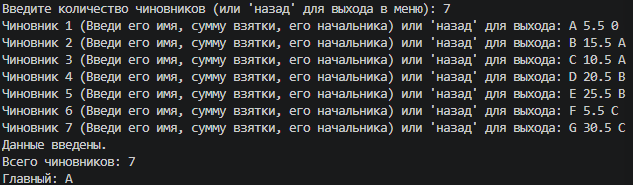 Введите количество чиновников (или 'назад' для выхода в меню): 7
Чиновник 1 (Введи его имя, сумму взятки, его начальника) или 'назад' для выхода: A 5.5 0
Чиновник 2 (Введи его имя, сумму взятки, его начальника) или 'назад' для выхода: B 15.5 A
Чиновник 3 (Введи его имя, сумму взятки, его начальника) или 'назад' для выхода: C 10.5 A
Чиновник 4 (Введи его имя, сумму взятки, его начальника) или 'назад' для выхода: D 20.5 B
Чиновник 5 (Введи его имя, сумму взятки, его начальника) или 'назад' для выхода: E 25.5 B
Чиновник 6 (Введи его имя, сумму взятки, его начальника) или 'назад' для выхода: F 5.5 C
Чиновник 7 (Введи его имя, сумму взятки, его начальника) или 'назад' для выхода: G 30.5 C
Данные введены.
Всего чиновников: 7
Главный: A